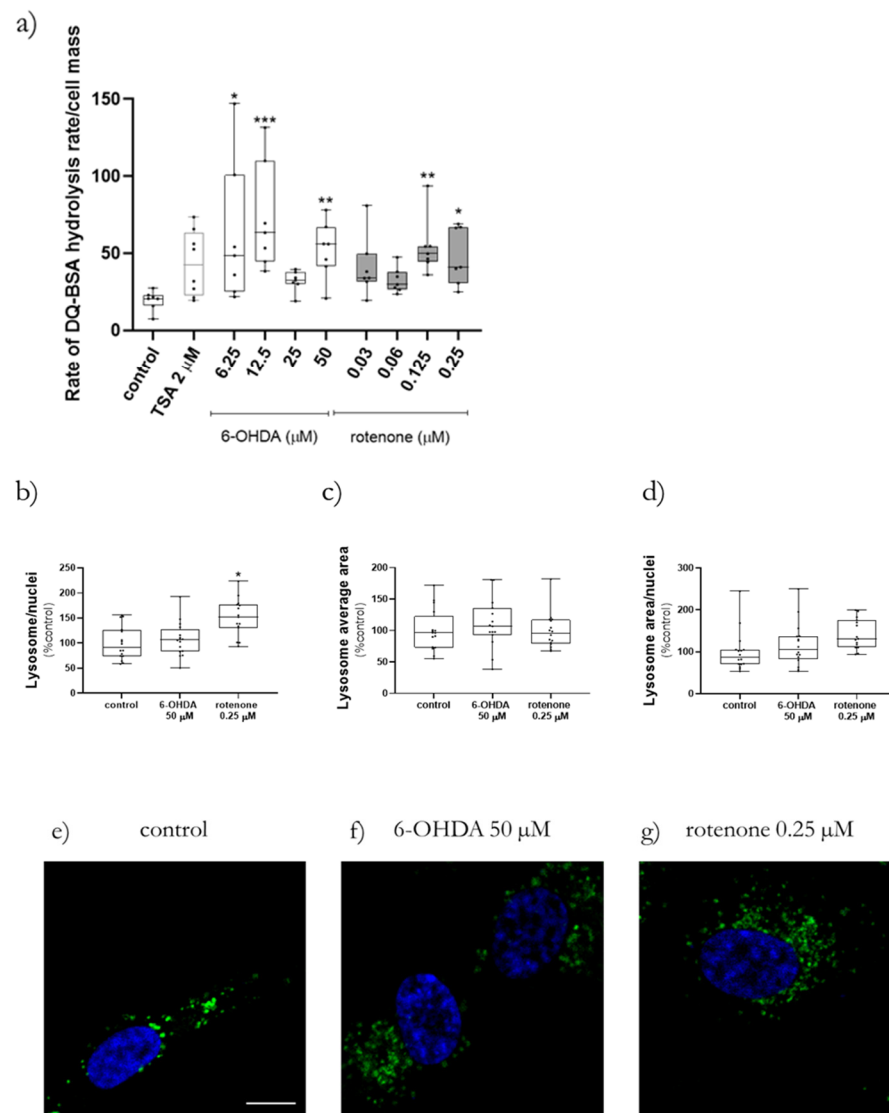 a)
Rate of DQ-BSA hydrolysis rate/cell mass
150
100
50
0
* *** ** ** *
control TSA 2 μM 6.25 12.5 25 50 0.03 0.06 0.125 0.25
6-OHDA (μM) rotenone (μM)
b) c) d)
Lysosome/nuclei
(%control)
250
200
150
100
50
0
*
control 6-OHDA rotenone
50 μM 0.25 μM
Lysosome average area
(%control)
200
150
100
50
0
control 6-OHDA rotenone
50 μM 0.25 μM
Lysosome area/nuclei
(%control)
300
200
100
0
control 6-OHDA rotenone
50 μM 0.25 μM
e) control f) 6-OHDA 50 μM g) rotenone 0.25 μM